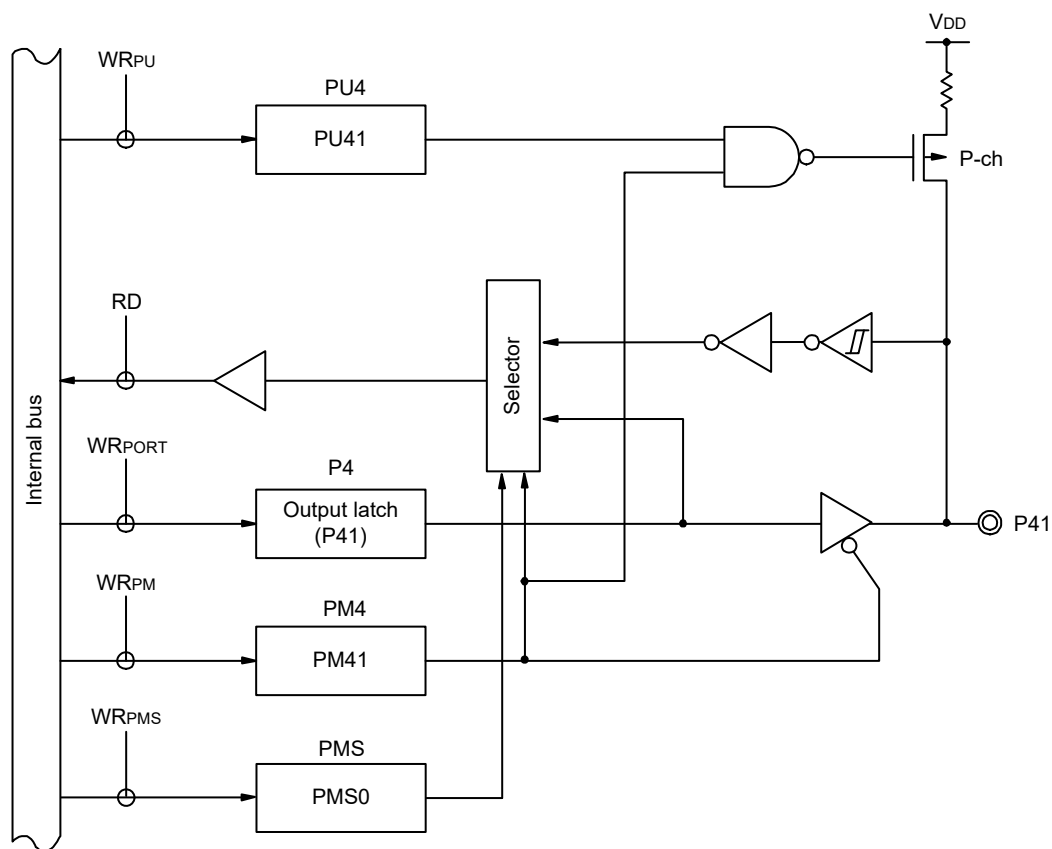 VDD
WRPU
PU4
PU41
P-ch
RD
Selector
Internal bus
WRPORT
P4
Output latch
(P41)
P41
WRPM
PM4
PM41
WRPMS
PMS
PMS0